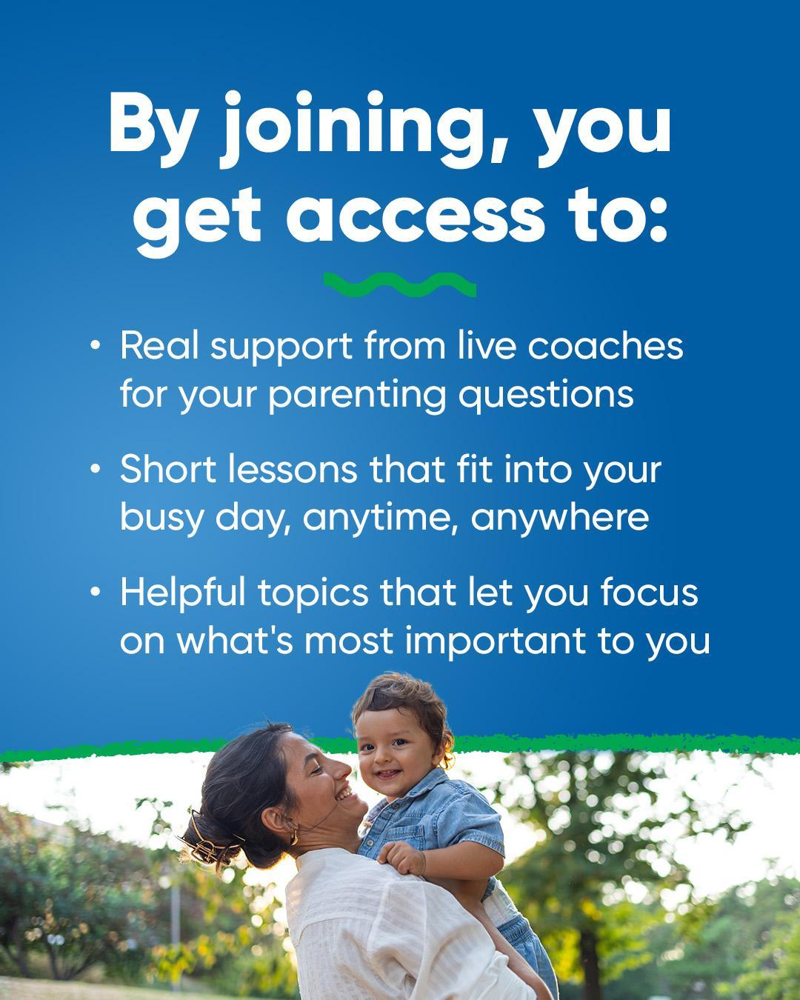 By joining, you
get access to:
• Real support from live coaches
for your parenting questions
• Short lessons that fit into your
busy day, anytime, anywhere
• Helpful topics that let you focus
on what's most important to you